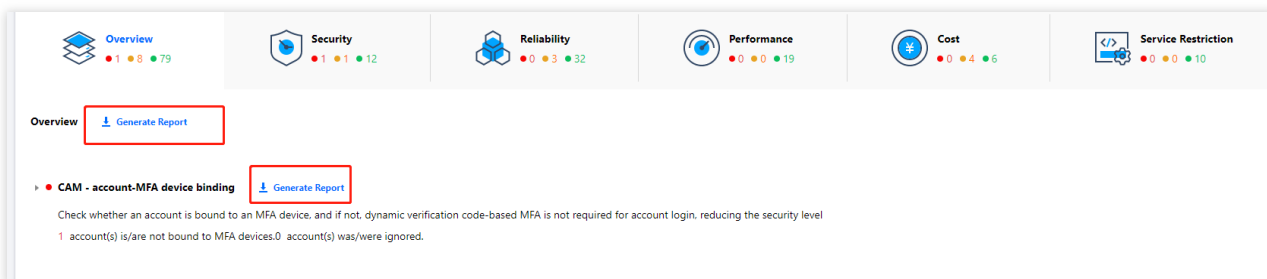 Overview
1 8 79
Security
1 1 12
Reliability
0 3 32
Performance
0 0 19
Cost
¥
0 4 6
Service Restriction
</>
0 0 10
Overview Generate Report
CAM - account-MFA device binding Generate Report
Check whether an account is bound to an MFA device, and if not, dynamic verification code-based MFA is not required for account login, reducing the security level
1 account(s) is/are not bound to MFA devices.0 account(s) was/were ignored.